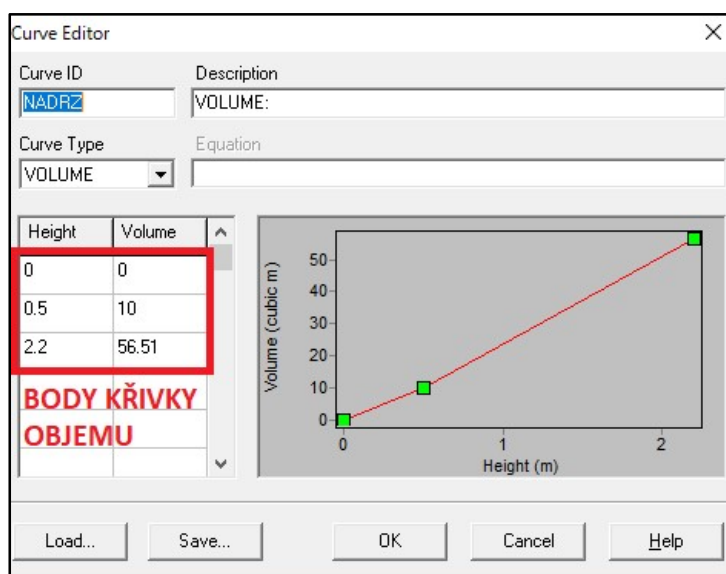 Curve Editor
Curve ID Description
NADRZ VOLUME:
Curve Type Equation
VOLUME
Height Volume
0 0
0.5 10
2.2 56.51
BODY KŘIVKY
OBJEMU
Volume (cubic m)
50
40
30
20
10
0
0 1 2
Height (m)
Load... Save... OK Cancel Help